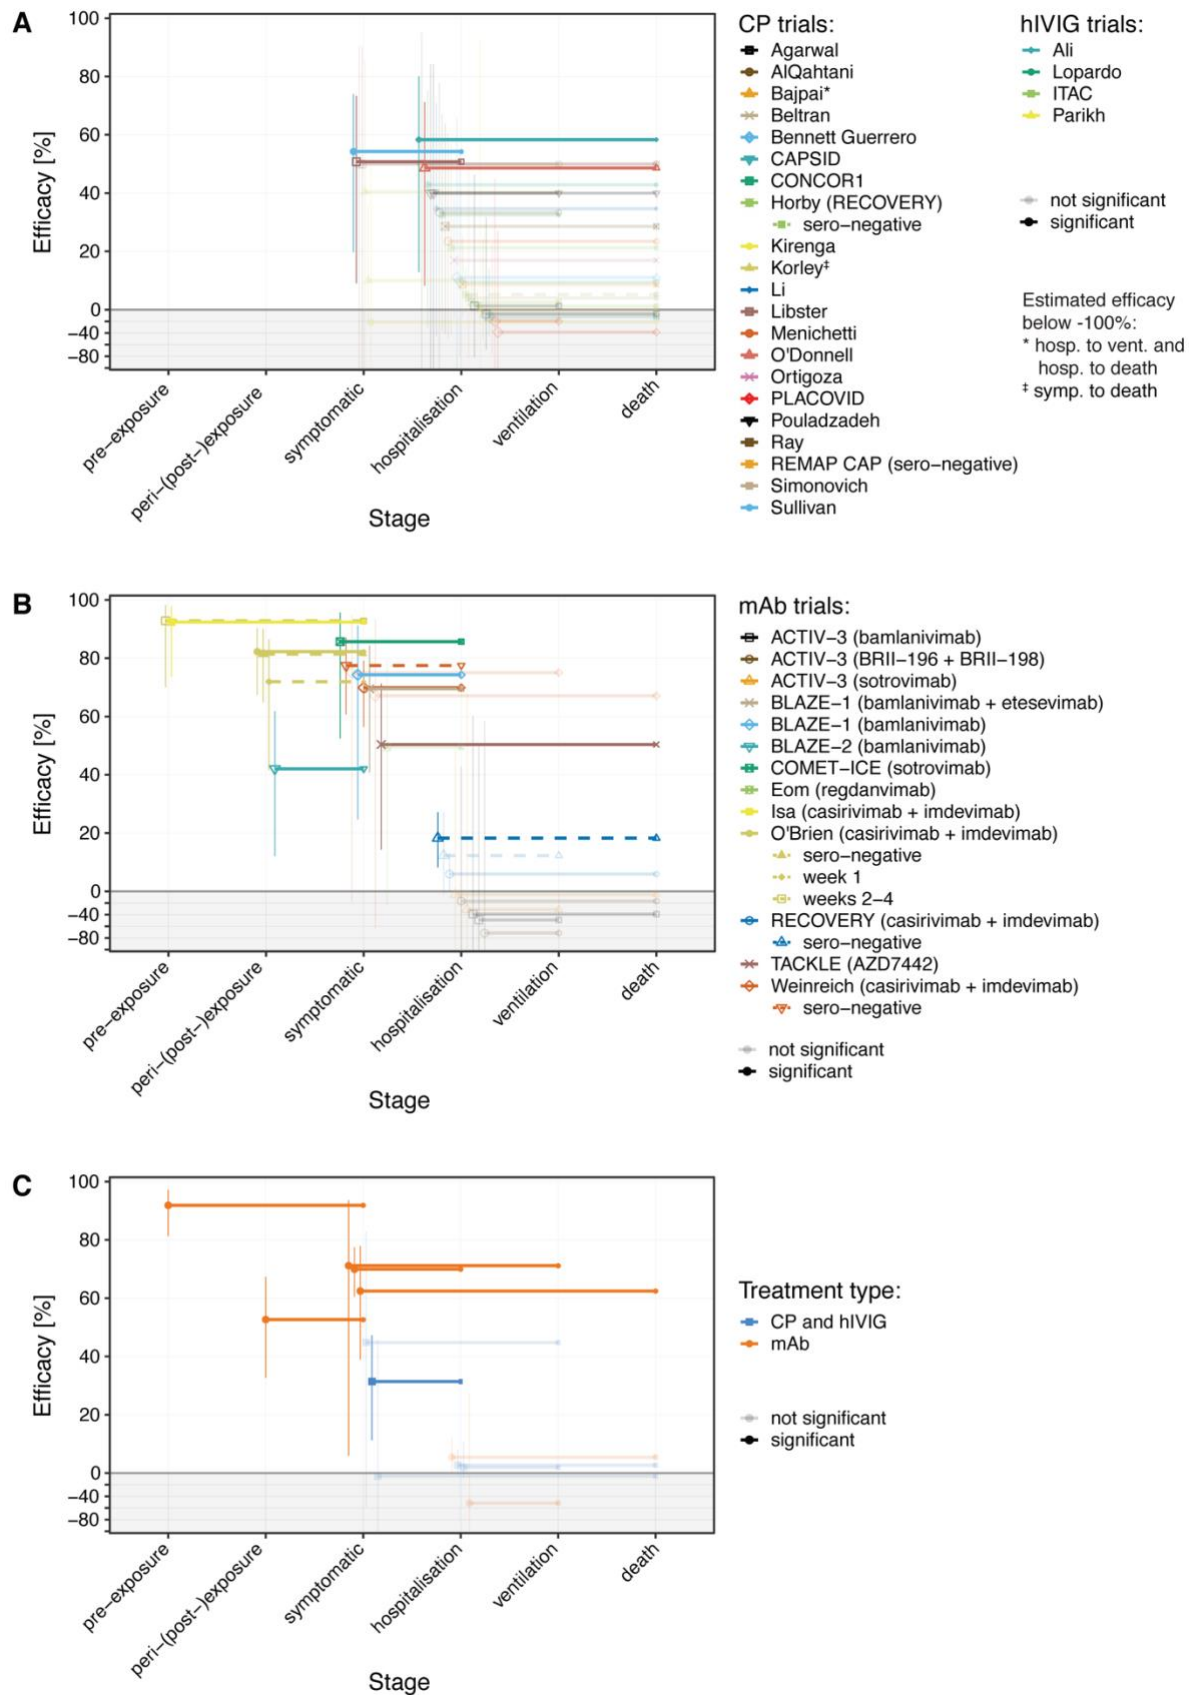 A
100
80
60
40
20
0
−40
−80
Efficacy [%]
pre−exposure
peri−(post−)exposure
symptomatic
hospitalisation
ventilation
death
Stage
CP trials:
Agarwal
AlQahtani
Bajpai*
Beltran
Bennett Guerrero
CAPSID
CONCOR1
Horby (RECOVERY)
sero−negative
Kirenga
Korley‡
Li
Libster
Menichetti
O'Donnell
Ortigoza
PLACOVID
Pouladzadeh
Ray
REMAP CAP (sero−negative)
Simonovich
Sullivan
hIVIG trials:
Ali
Lopardo
ITAC
Parikh
not significant
significant
Estimated efficacy
below -100%:
* hosp. to vent. and
hosp. to death
‡ symp. to death
B
100
80
60
40
20
0
−40
−80
Efficacy [%]
pre−exposure
peri−(post−)exposure
symptomatic
hospitalisation
ventilation
death
Stage
mAb trials:
ACTIV−3 (bamlanivimab)
ACTIV−3 (BRII−196 + BRII−198)
ACTIV−3 (sotrovimab)
BLAZE−1 (bamlanivimab + etesevimab)
BLAZE−1 (bamlanivimab)
BLAZE−2 (bamlanivimab)
COMET−ICE (sotrovimab)
Eom (regdanvimab)
Isa (casirivimab + imdevimab)
O'Brien (casirivimab + imdevimab)
sero−negative
week 1
weeks 2−4
RECOVERY (casirivimab + imdevimab)
sero−negative
TACKLE (AZD7442)
Weinreich (casirivimab + imdevimab)
sero−negative
not significant
significant
C
100
80
60
40
20
0
−40
−80
Efficacy [%]
pre−exposure
peri−(post−)exposure
symptomatic
hospitalisation
ventilation
death
Stage
Treatment type:
CP and hIVIG
mAb
not significant
significant